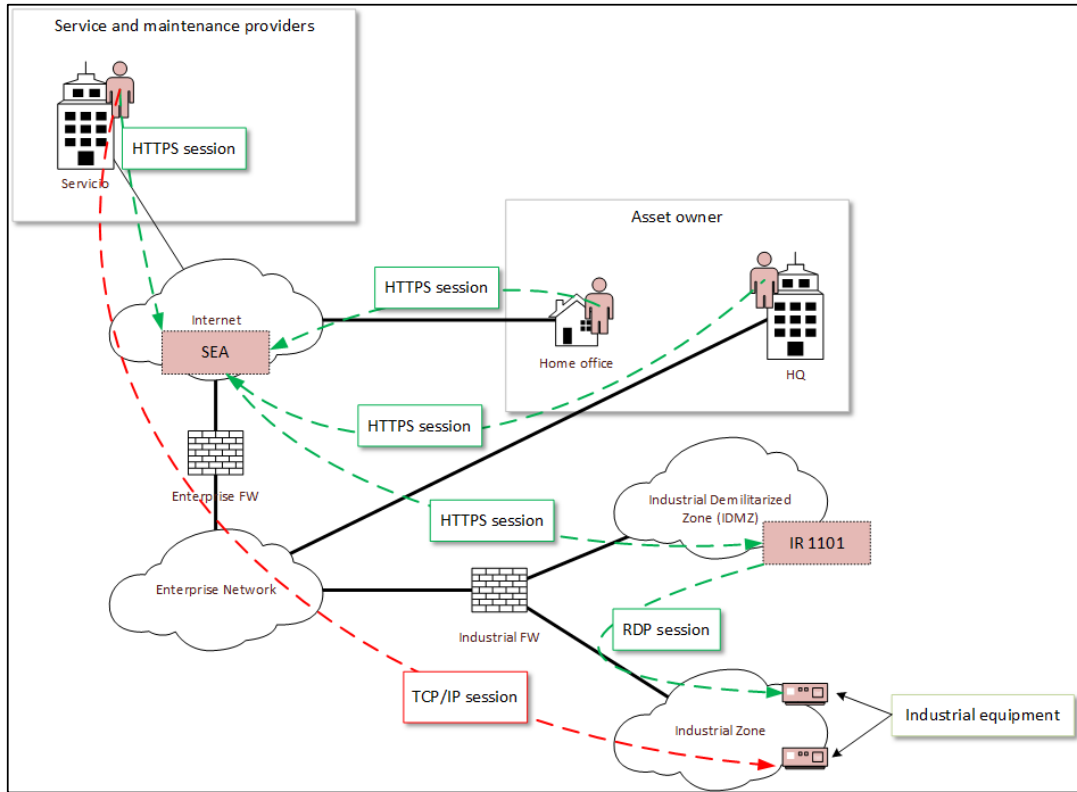 Service and maintenance providers
HTTPS session
Servicio
Asset owner
HTTPS session
Internet
SEA
Home office
HQ
HTTPS session
Enterprise FW
Industrial Demilitarized
Zone (IDMZ)
HTTPS session
IR 1101
Enterprise Network
RDP session
Industrial FW
TCP/IP session
Industrial Zone
Industrial equipment